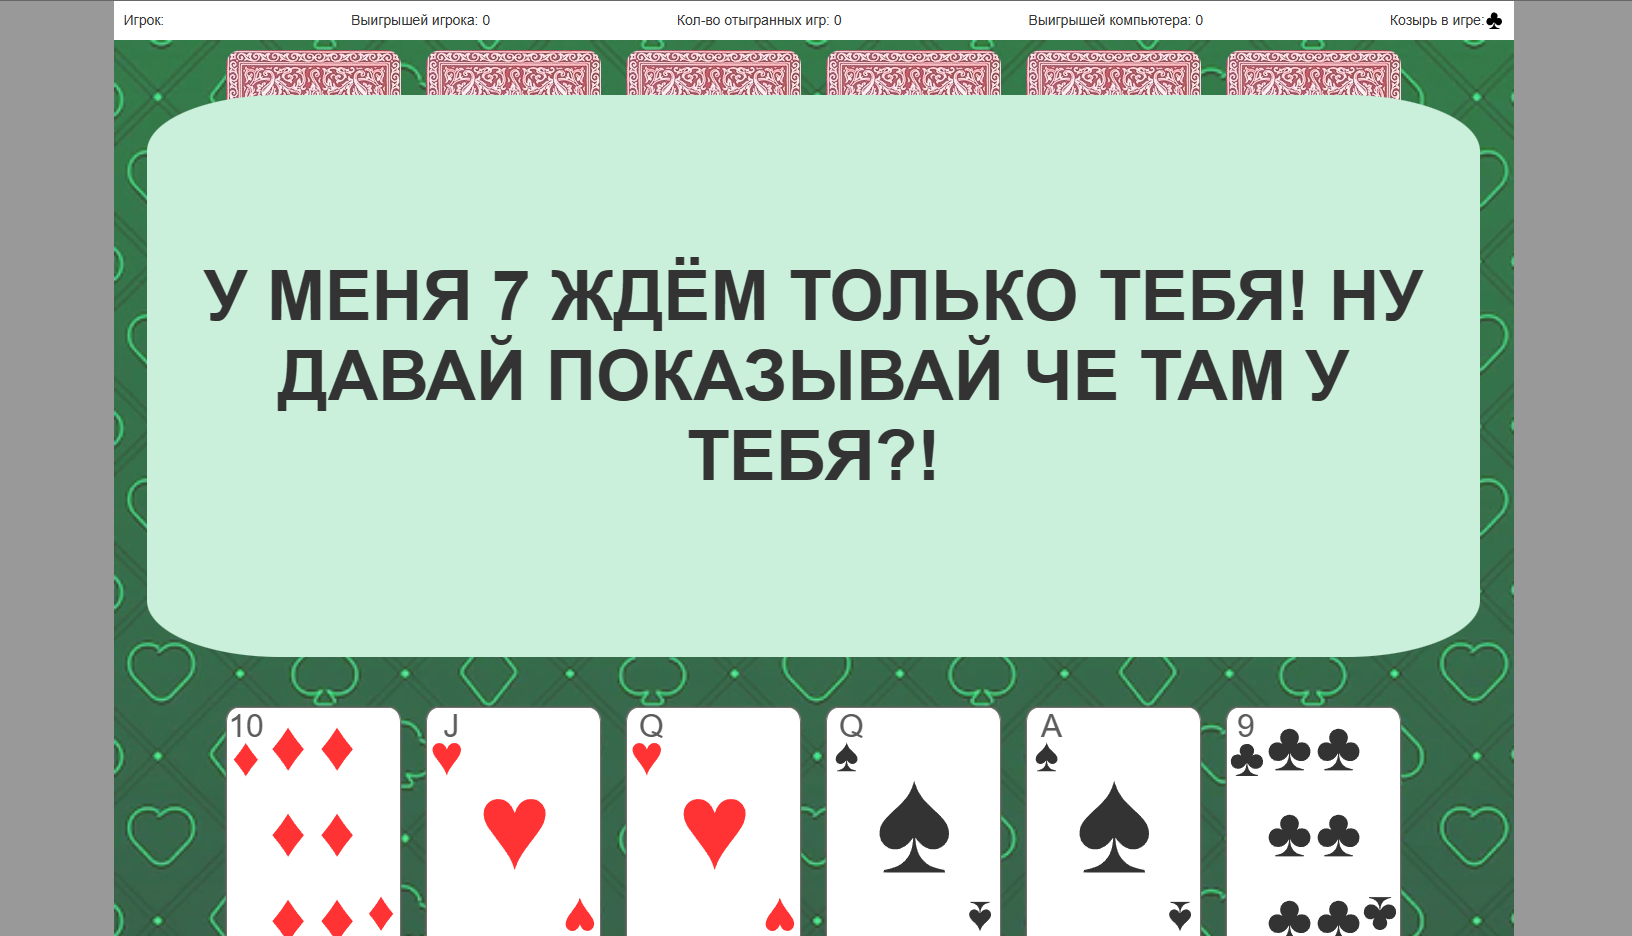 Игрок: Выигрышей игрока: 0 Кол-во отыгранных игр: 0 Выигрышей компьютера: 0 Козырь в игре:♣
У МЕНЯ 7 ЖДЁМ ТОЛЬКО ТЕБЯ! НУ
ДАВАЙ ПОКАЗЫВАЙ ЧЕ ТАМ У
ТЕБЯ?!
10 J Q Q A 9